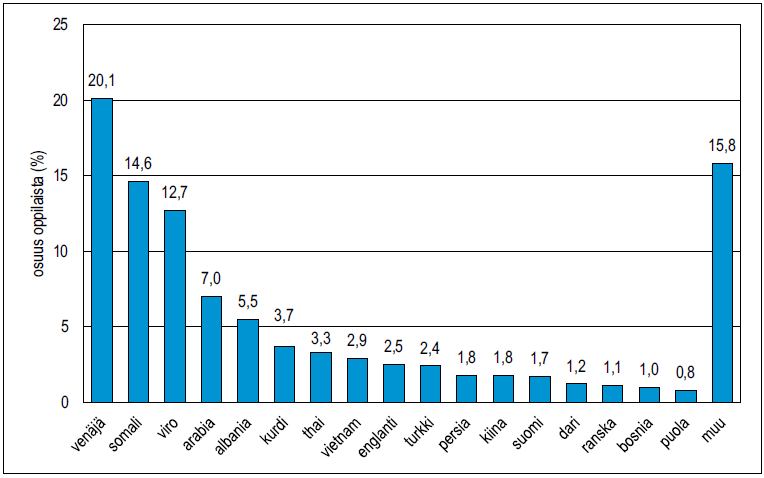 osuus oppilaista (%)
25
20
15
10
5
0
20,1
14,6
12,7
7,0
5,5
3,7
3,3
2,9
2,5
2,4
1,8
1,8
1,7
1,2
1,1
1,0
0,8
15,8
venäjä
somali
viro
arabia
albania
kurdi
thai
vietnam
englanti
turkki
persia
kiina
suomi
dari
ranska
bosnia
puola
muu